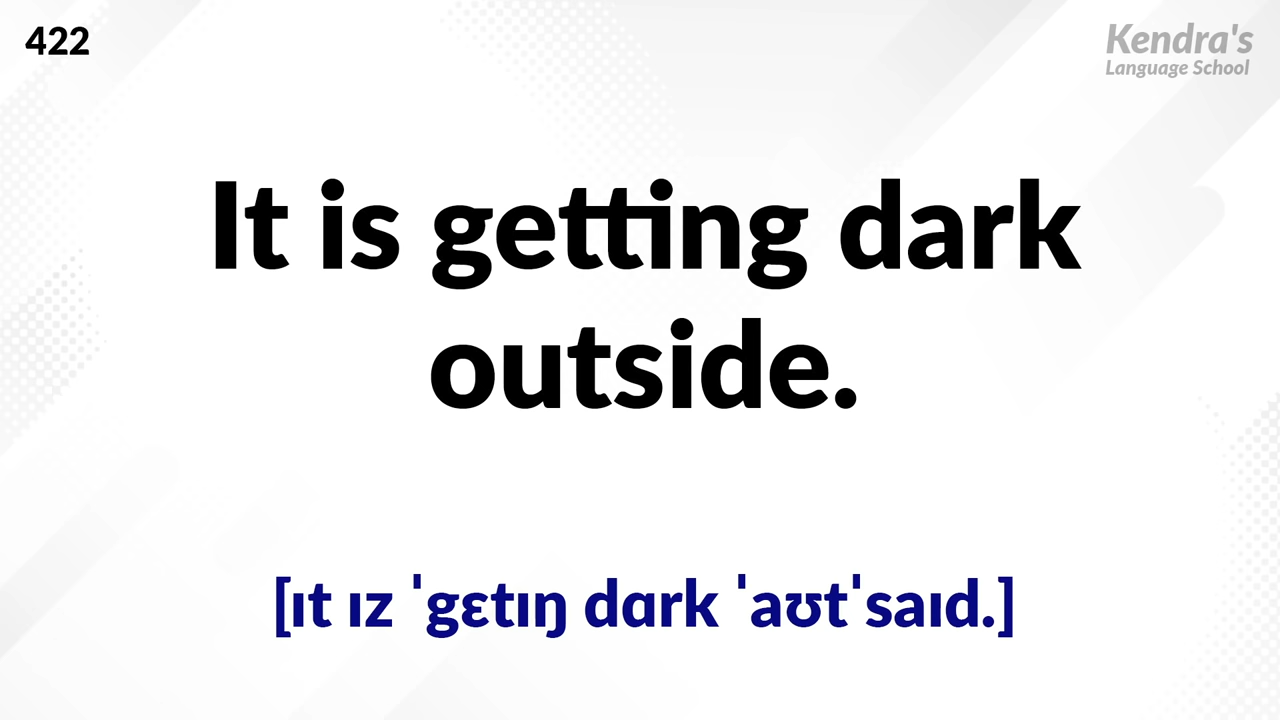 422
Kendra's
Language School
It is getting dark
outside.
[ɪt ɪz ˈgɛtɪŋ dɑrk ˈaʊtˈsaɪd.]